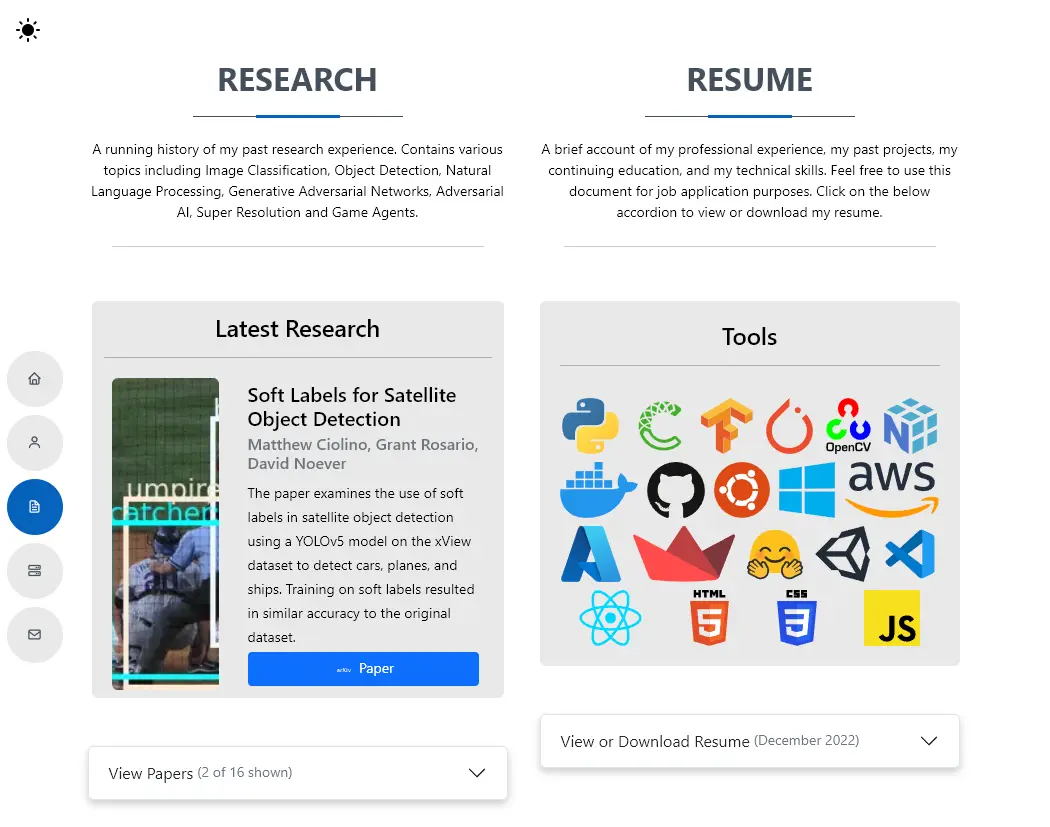 RESEARCH
A running history of my past research experience. Contains various
topics including Image Classification, Object Detection, Natural
Language Processing, Generative Adversarial Networks, Adversarial
AI, Super Resolution and Game Agents.
Latest Research
umpire
catcher
Soft Labels for Satellite
Object Detection
Matthew Ciolino, Grant Rosario,
David Noever
The paper examines the use of soft
labels in satellite object detection
using a YOLOv5 model on the xView
dataset to detect cars, planes, and
ships. Training on soft labels resulted
in similar accuracy to the original
dataset.
arXiv Paper
View Papers (2 of 16 shown)
RESUME
A brief account of my professional experience, my past projects, my
continuing education, and my technical skills. Feel free to use this
document for job application purposes. Click on the below
accordion to view or download my resume.
Tools
OpenCV
aws
HTML
5
CSS
3
JS
View or Download Resume (December 2022)